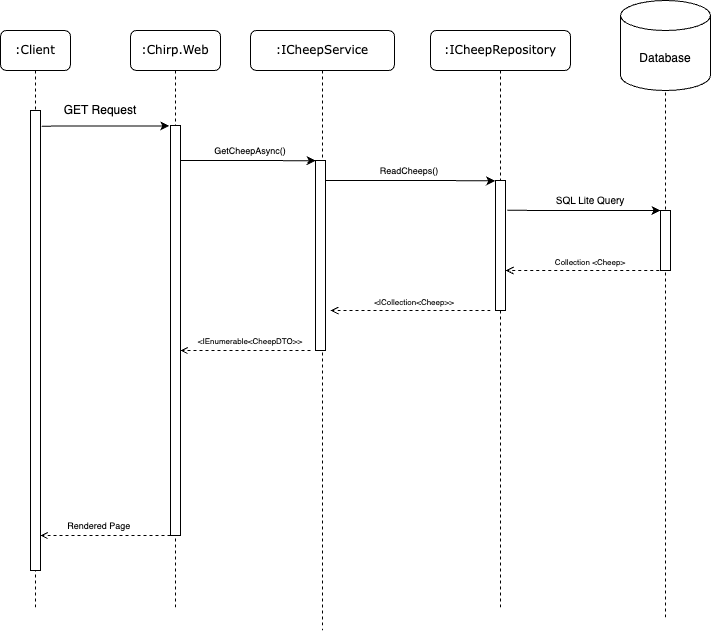 :Client
:Chirp.Web
:ICheepService
:ICheepRepository
Database
GET Request
GetCheepAsync()
ReadCheeps()
SQL Lite Query
Collection <Cheep>
<ICollection<Cheep>>
<IEnumerable<CheepDTO>>
Rendered Page